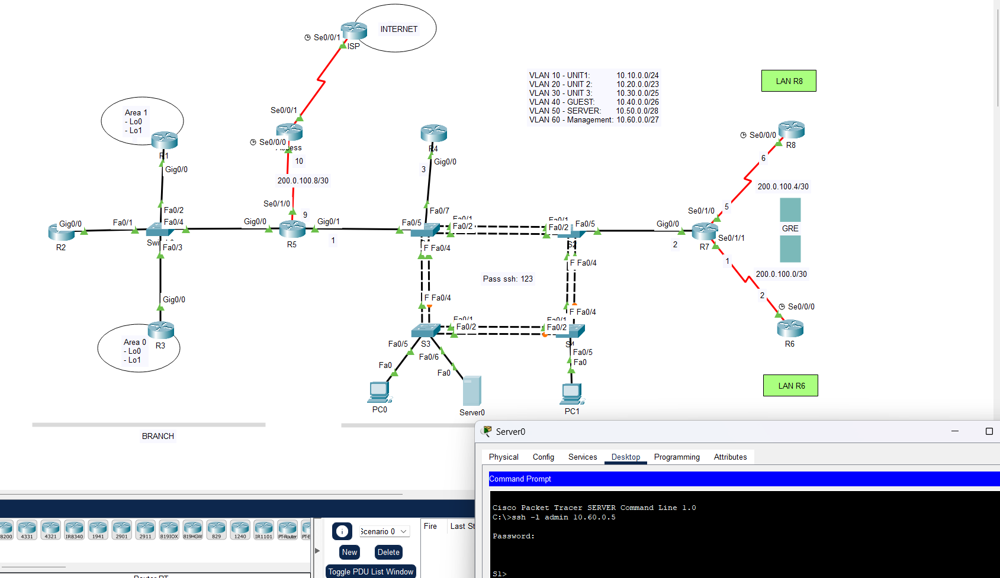 INTERNET
Se0/0/1
ISP
VLAN 10 - UNIT1: 10.10.0.0/24
VLAN 20 - UNIT 2: 10.20.0.0/23
VLAN 30 - UNIT 3: 10.30.0.0/25
VLAN 40 - GUEST: 10.40.0.0/26
VLAN 50 - SERVER: 10.50.0.0/28
VLAN 60 - Management: 10.60.0.0/27
LAN R8
Area 1
- Lo0
- Lo1
R1
Gig0/0
Se0/0/1
Se0/0/0
10
200.0.100.8/30
Se0/1/0
9
R4
Gig0/0
3
Fa0/7
Se0/0/0
R8
6
200.0.100.4/30
5
Se0/1/0
GRE
Gig0/0
R2
Fa0/1
Fa0/2
Fa0/4
Fa0/3
Gig0/0
R5
Gig0/1
1
Fa0/5
Fa0/2
F Fa0/4
Fa0/2
Fa0/5
S2
F Fa0/4
Gig0/0
2
R7
Se0/1/1
1
200.0.100.0/30
2
Se0/0/0
R6
Pass ssh: 123
Gig0/0
Area 0
- Lo0
- Lo1
R3
F Fa0/4
Fa0/1
Fa0/2
S3
Fa0/5
Fa0/6
Fa0
Fa0
PC0
Server0
F Fa0/4
Fa0/1
Fa0/2
S4
Fa0/5
Fa0
PC1
LAN R6
BRANCH
Server0
Physical Config Services Desktop Programming Attributes
Command Prompt
Cisco Packet Tracer SERVER Command Line 1.0
C:\>ssh -l admin 10.60.0.5
Password:
S1>
8200 4331 4321 IR8340 1941 2901 2911 819IOX 819HGW 829 1240 IR1101 PT-Router PT-E
Scenario 0
New Delete
Toggle PDU List Window
Fire Last St